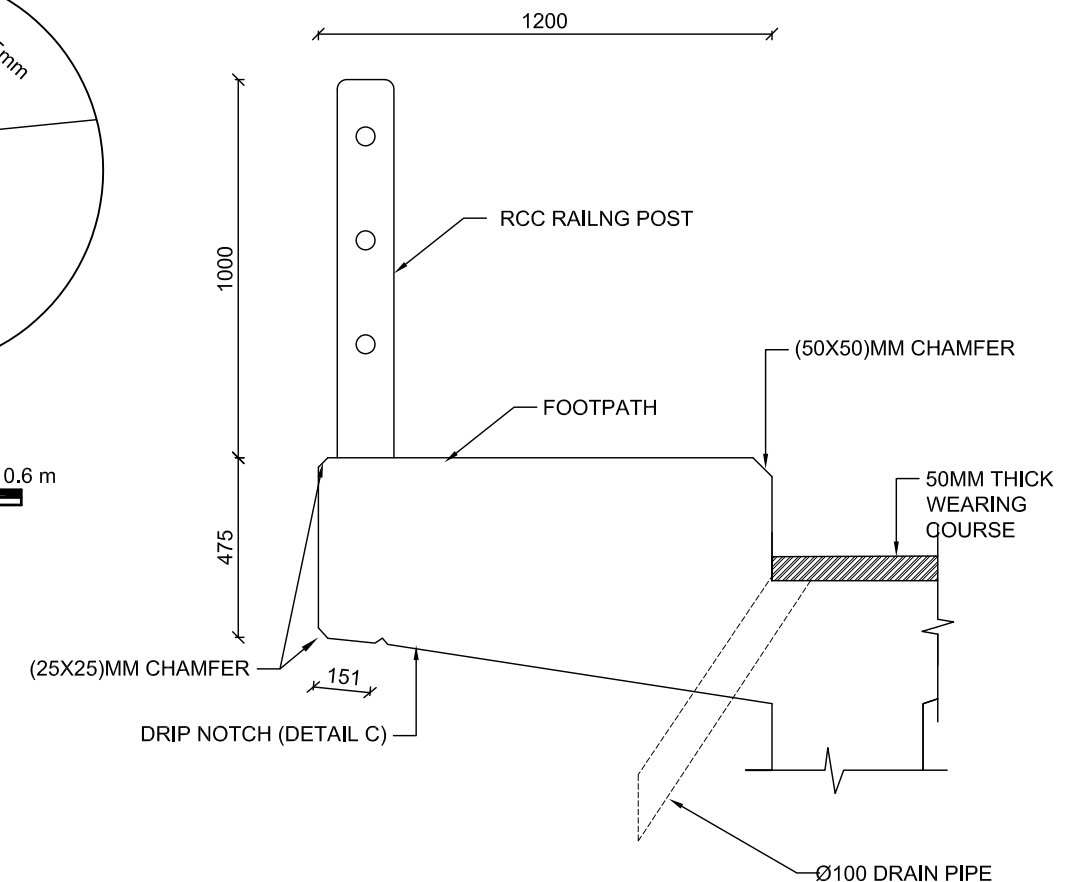 1200
mm
RCC RAILNG POST
1000
(50X50)MM CHAMFER
FOOTPATH
0.6 m
50MM THICK
WEARING
COURSE
475
(25X25)MM CHAMFER
151
DRIP NOTCH (DETAIL C)
Ø100 DRAIN PIPE